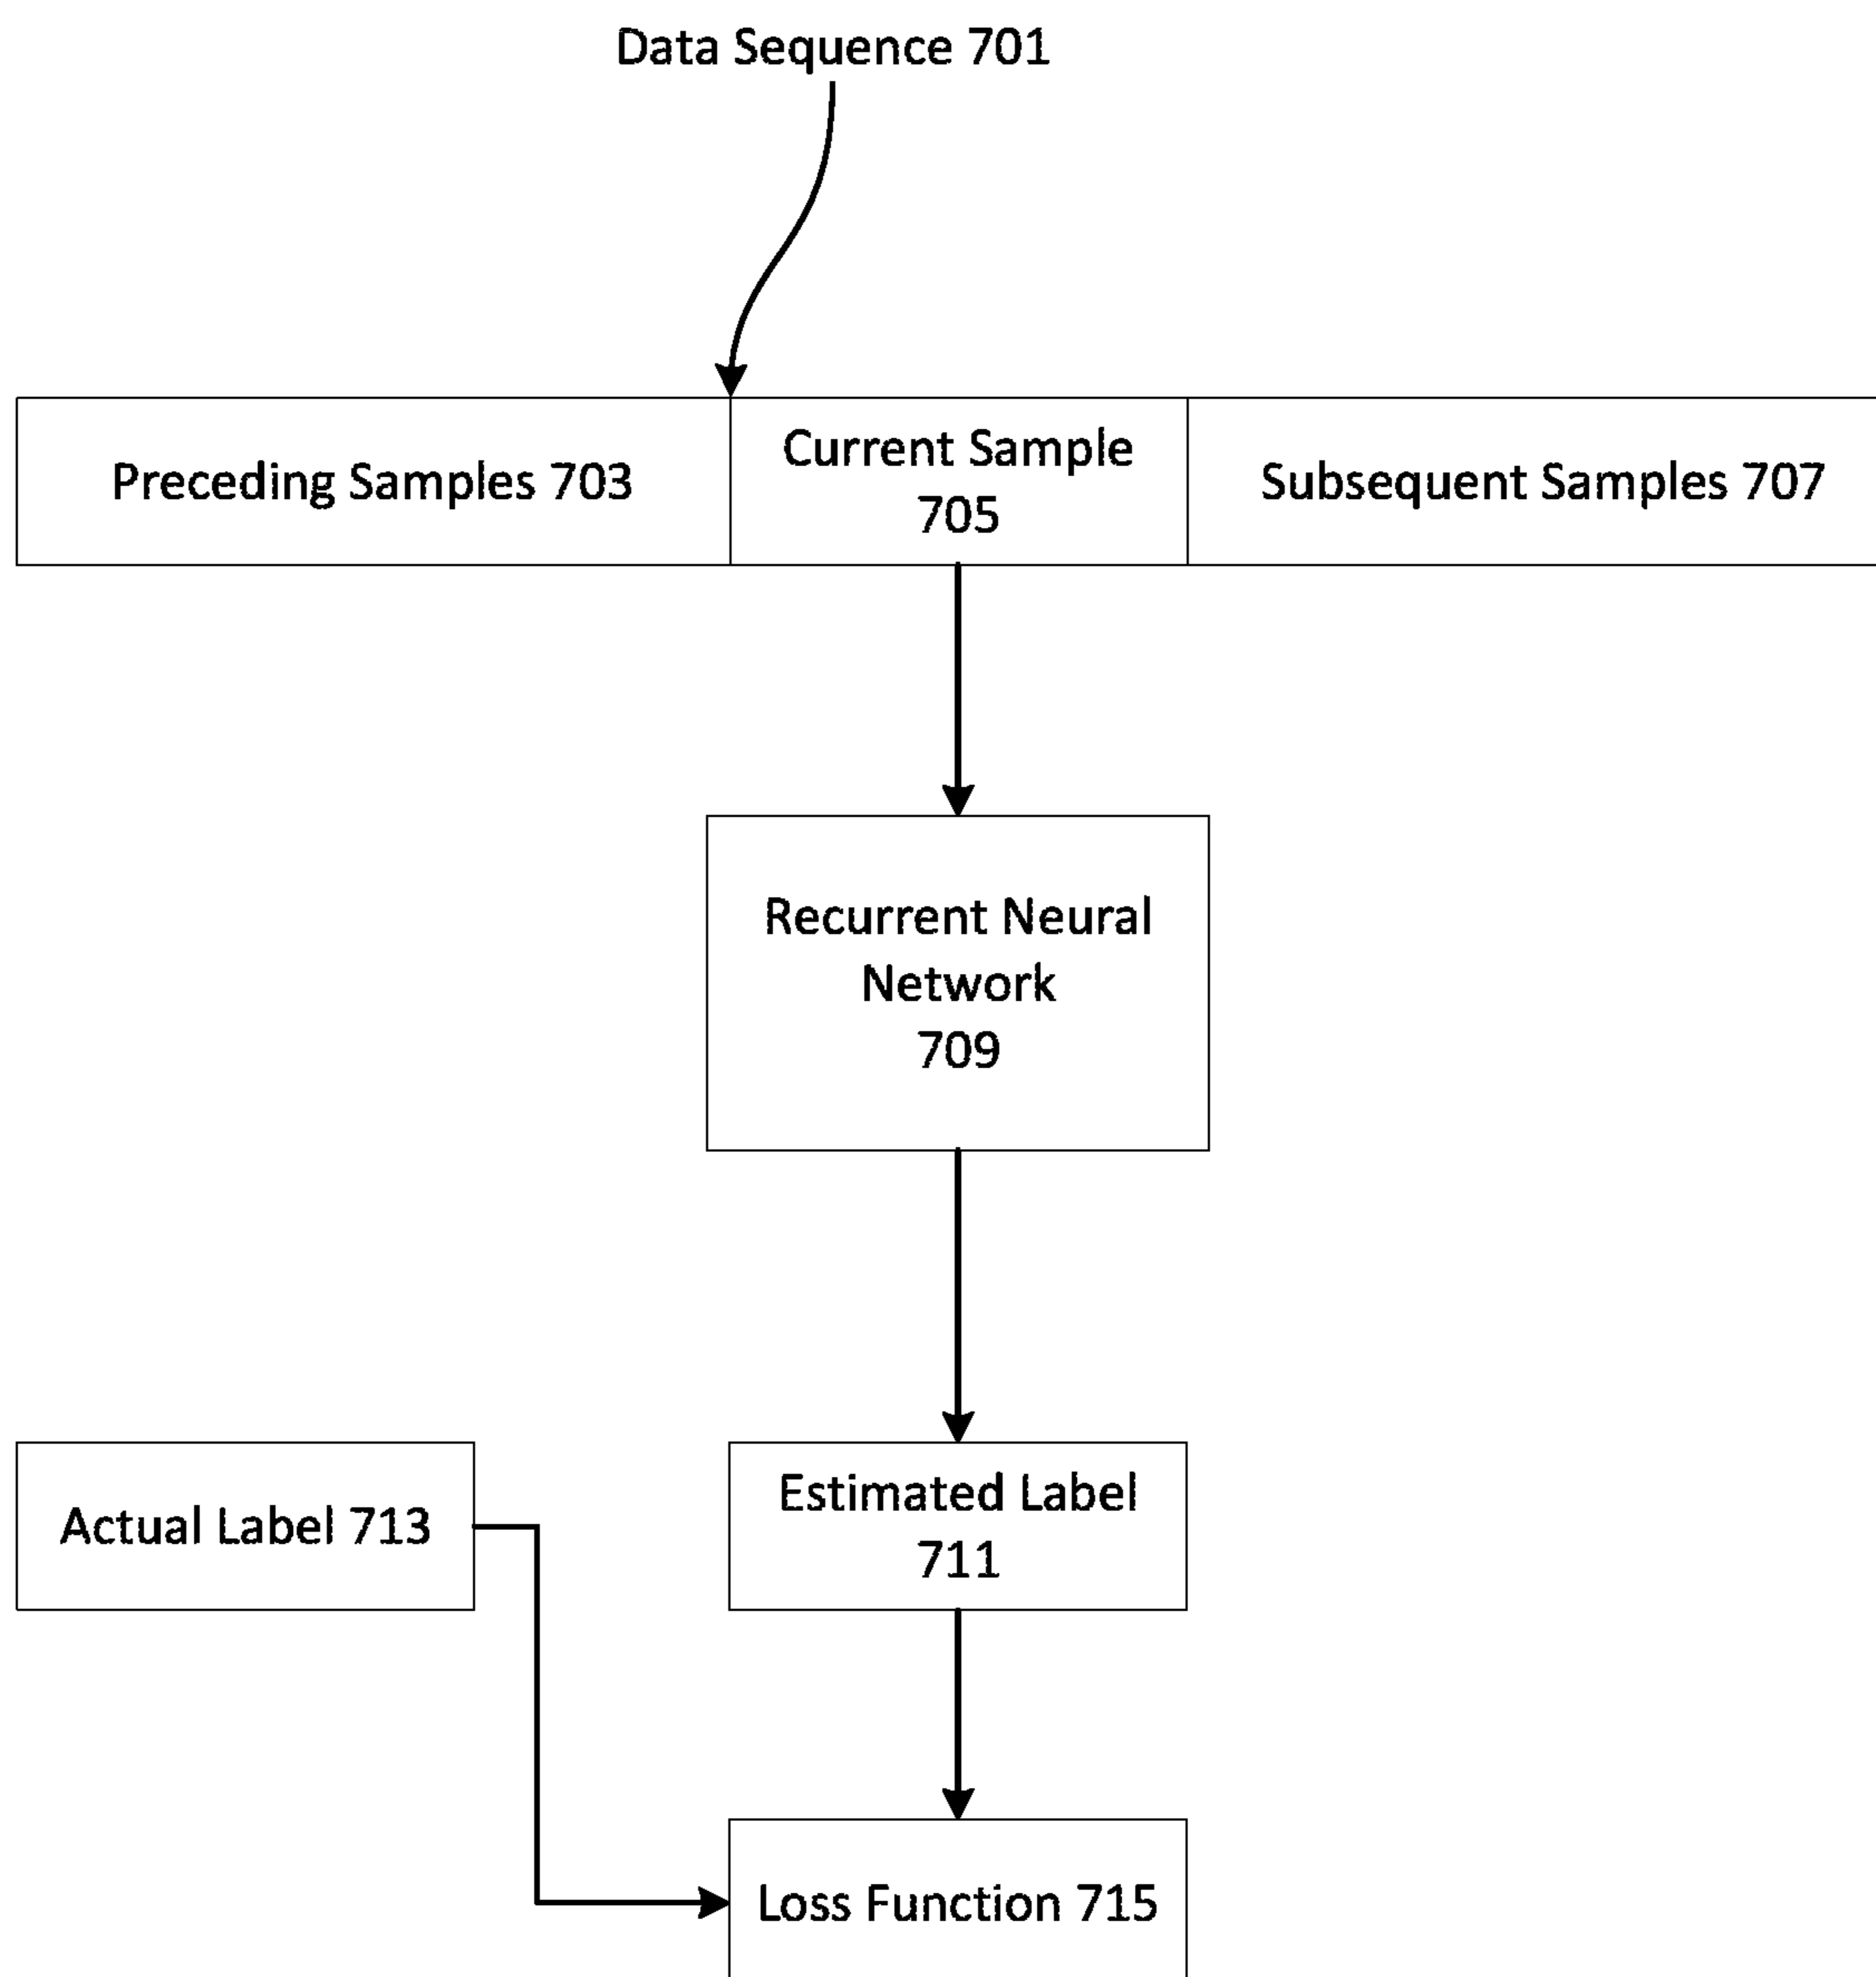 Data Sequence 701
Preceding Samples 703
Current Sample
705
Subsequent Samples 707
Recurrent Neural
Network
709
Actual Label 713
Estimated Label
711
Loss Function 715